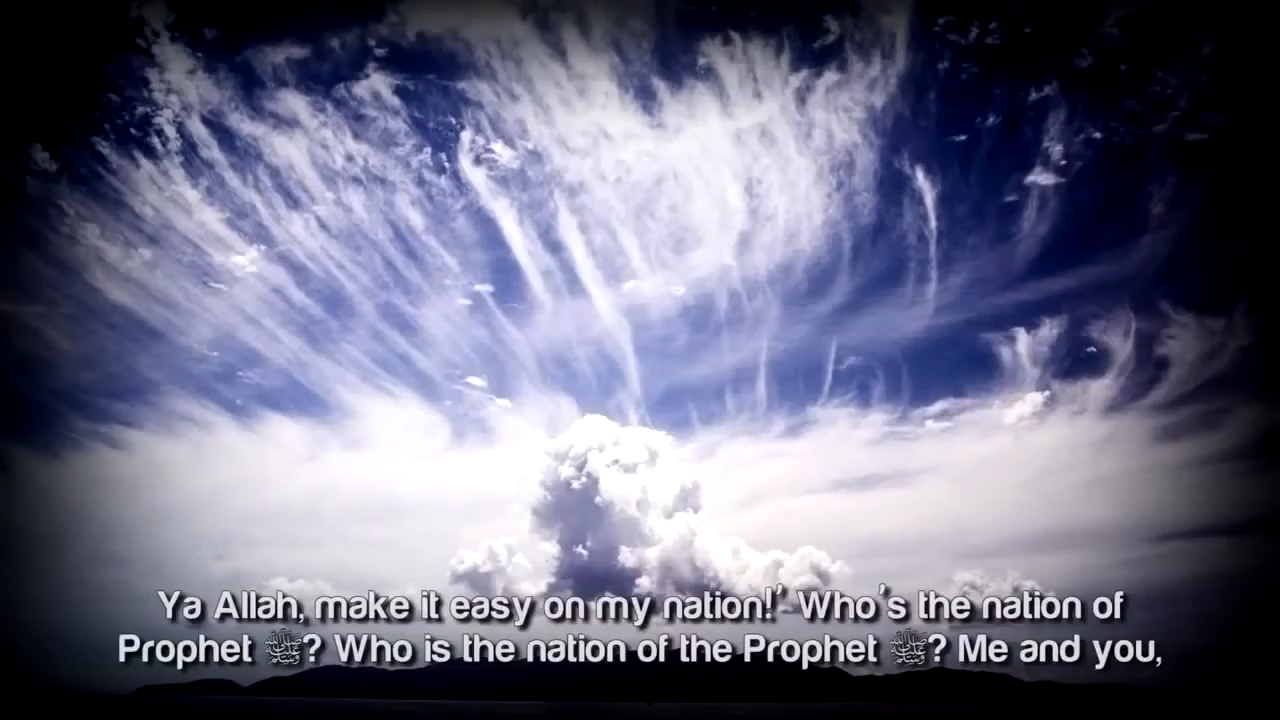 Ya Allah, make it easy on my nation!’ Who’s the nation of
Prophet ﷺ? Who is the nation of the Prophet ﷺ? Me and you,